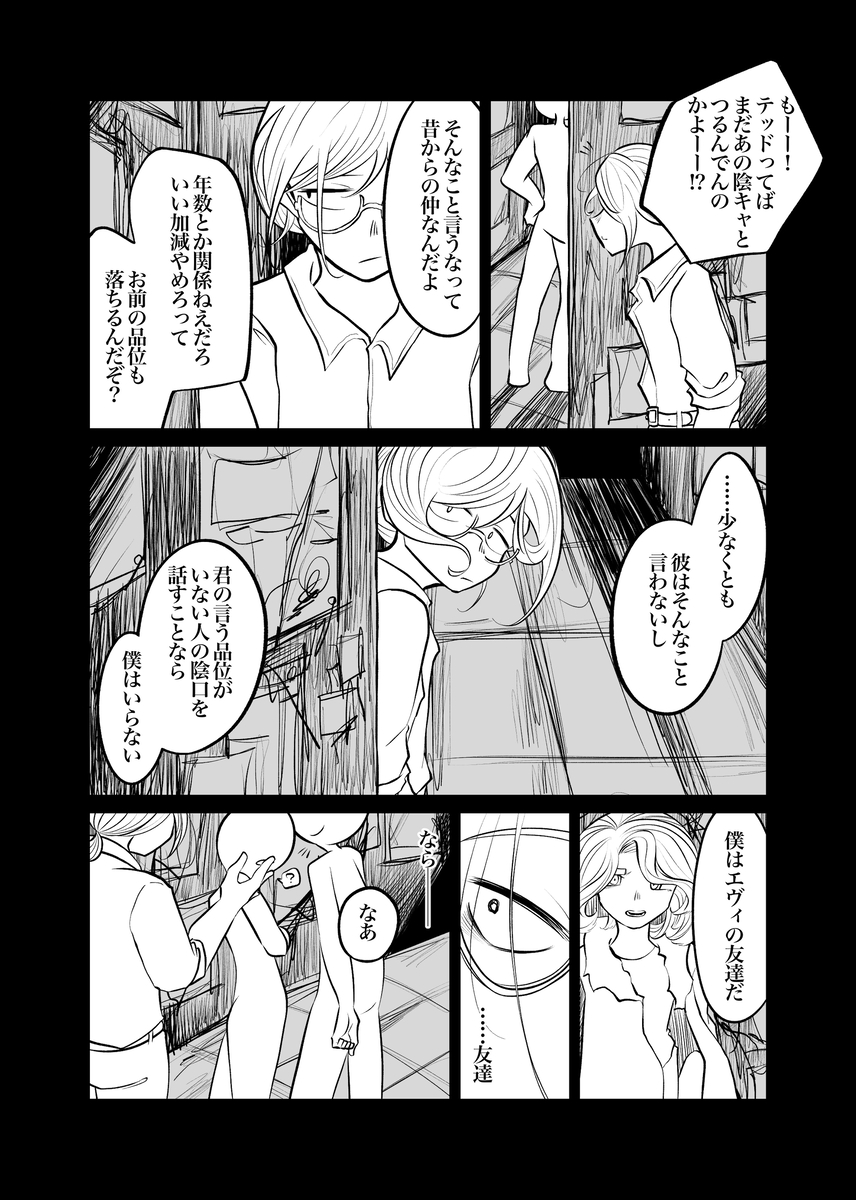 もーー！
テッドってば
まだあの陰キャと
つるんでんの
かよーー!?
そんなこと言うなって
昔からの仲なんだよ
年数とか関係ねえだろ
いい加減やめろって
お前の品位も
落ちるんだぞ？
……少なくとも
彼はそんなこと
言わないし
君の言う品位が
いない人の陰口を
話すことなら
僕はいらない
僕はエヴィの友達だ
……友達
なら――
なあ
？